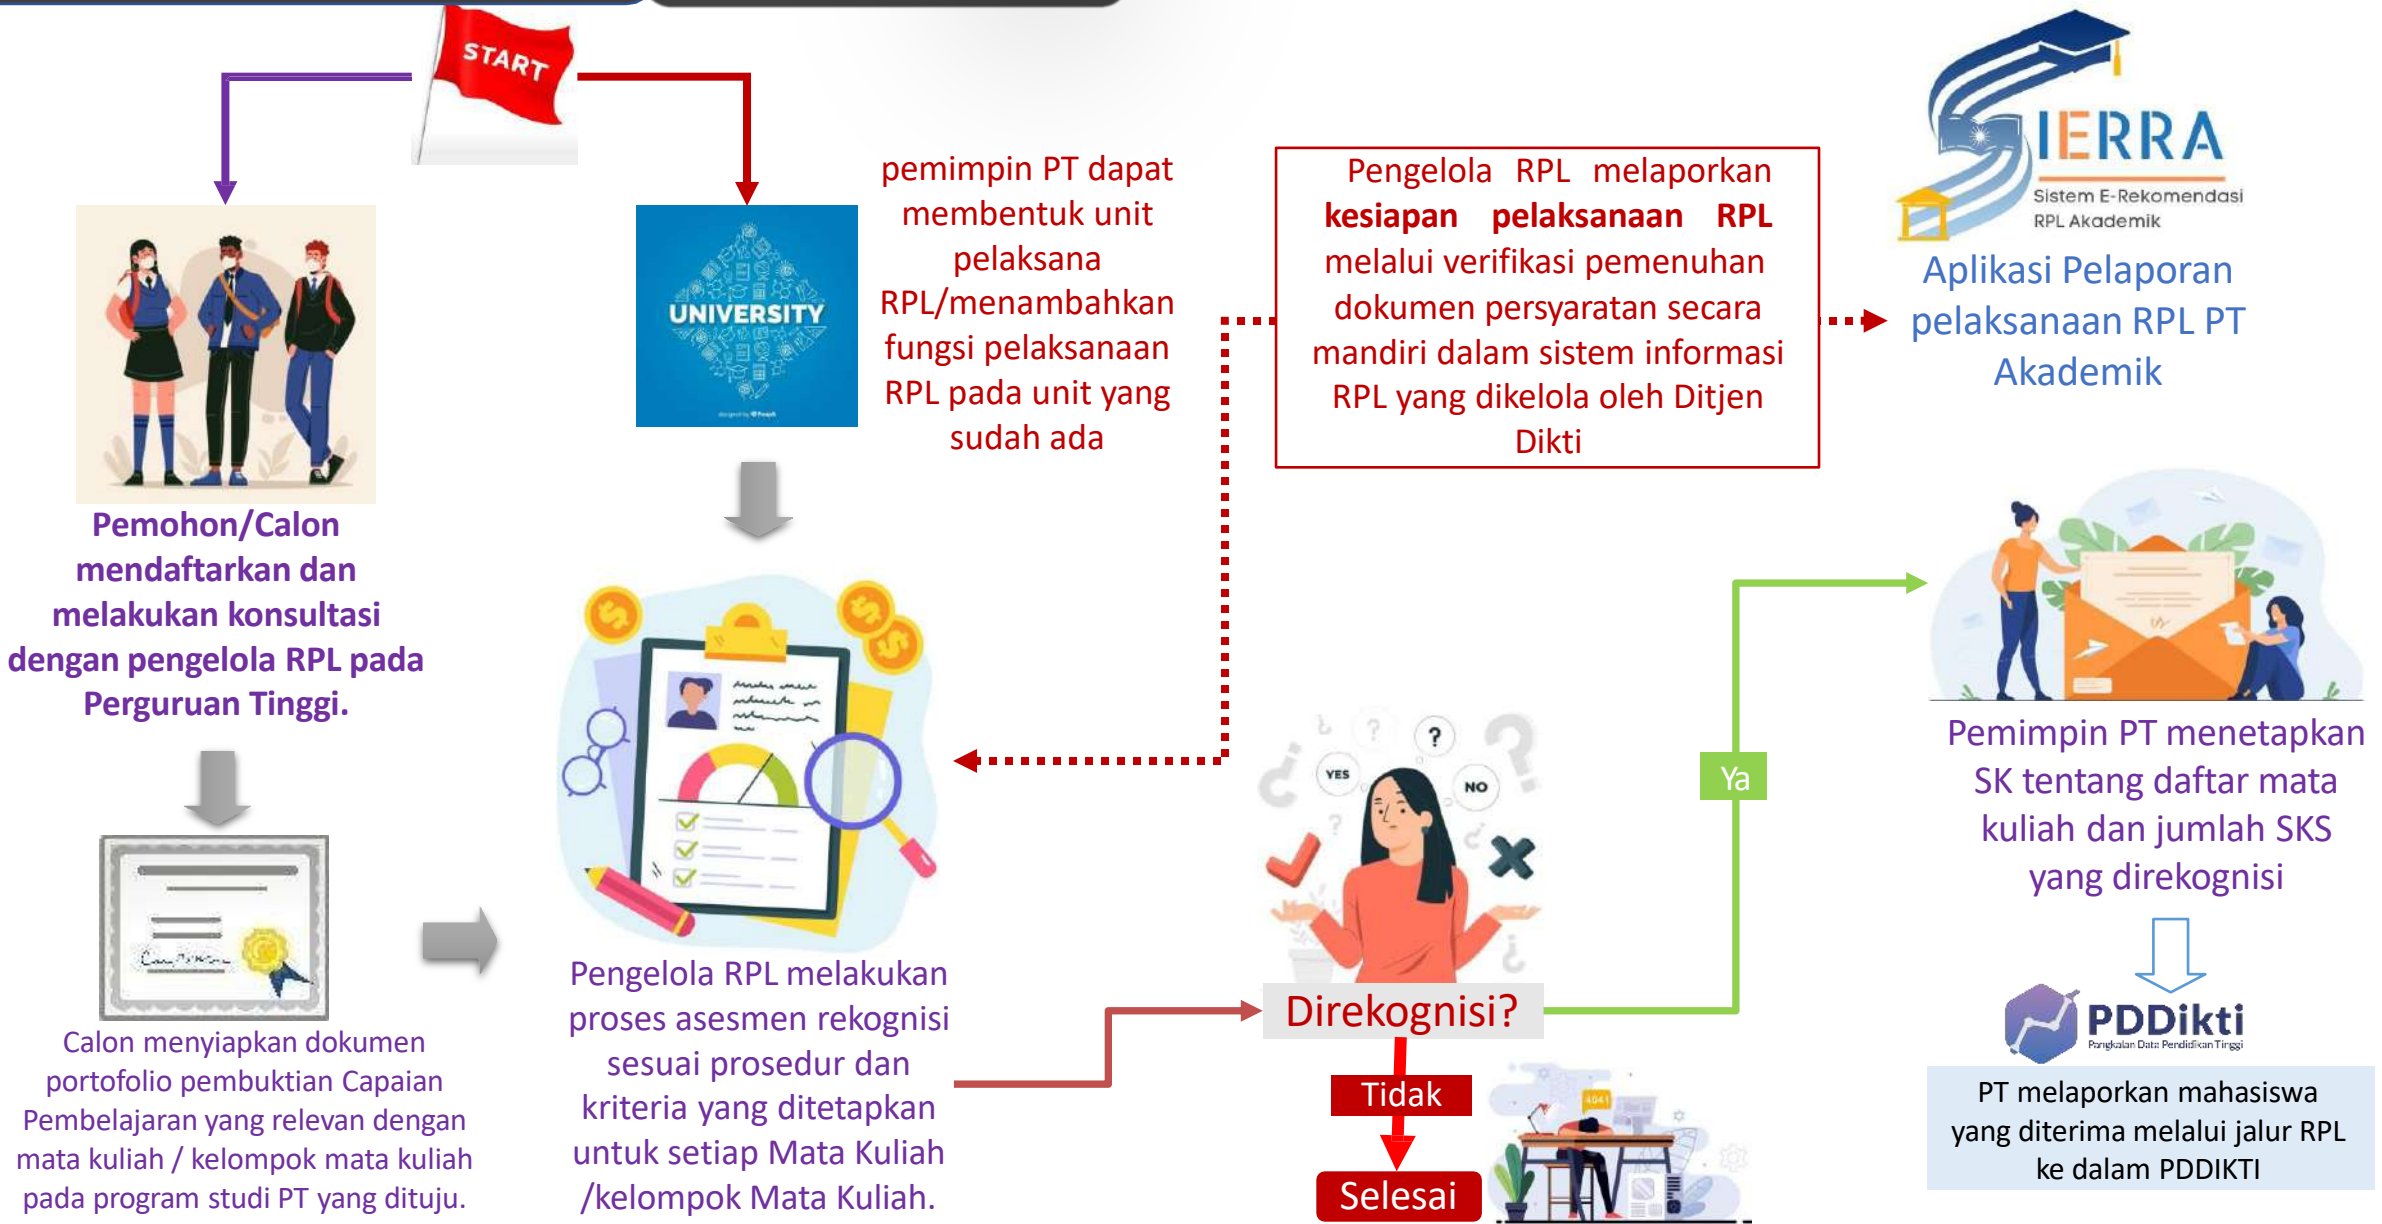 START
Pemohon/Calon
mendaftarkan dan
melakukan konsultasi
dengan pengelola RPL pada
Perguruan Tinggi.
Calon menyiapkan dokumen
portofolio pembuktian Capaian
Pembelajaran yang relevan dengan
mata kuliah / kelompok mata kuliah
pada program studi PT yang dituju.
UNIVERSITY
designed by freepik
pemimpin PT dapat
membentuk unit
pelaksana
RPL/menambahkan
fungsi pelaksanaan
RPL pada unit yang
sudah ada
Pengelola RPL melakukan
proses asesmen rekognisi
sesuai prosedur dan
kriteria yang ditetapkan
untuk setiap Mata Kuliah
/kelompok Mata Kuliah.
Pengelola RPL melaporkan
kesiapan pelaksanaan RPL
melalui verifikasi pemenuhan
dokumen persyaratan secara
mandiri dalam sistem informasi
RPL yang dikelola oleh Ditjen
Dikti
SIERRA
Sistem E-Rekomendasi
RPL Akademik
Aplikasi Pelaporan
pelaksanaan RPL PT
Akademik
? ? ?
YES
NO
Direkognisi?
Tidak
Selesai
404!
Ya
Pemimpin PT menetapkan
SK tentang daftar mata
kuliah dan jumlah SKS
yang direkognisi
PDDikti
Pangkalan Data Pendidikan Tinggi
PT melaporkan mahasiswa
yang diterima melalui jalur RPL
ke dalam PDDIKTI